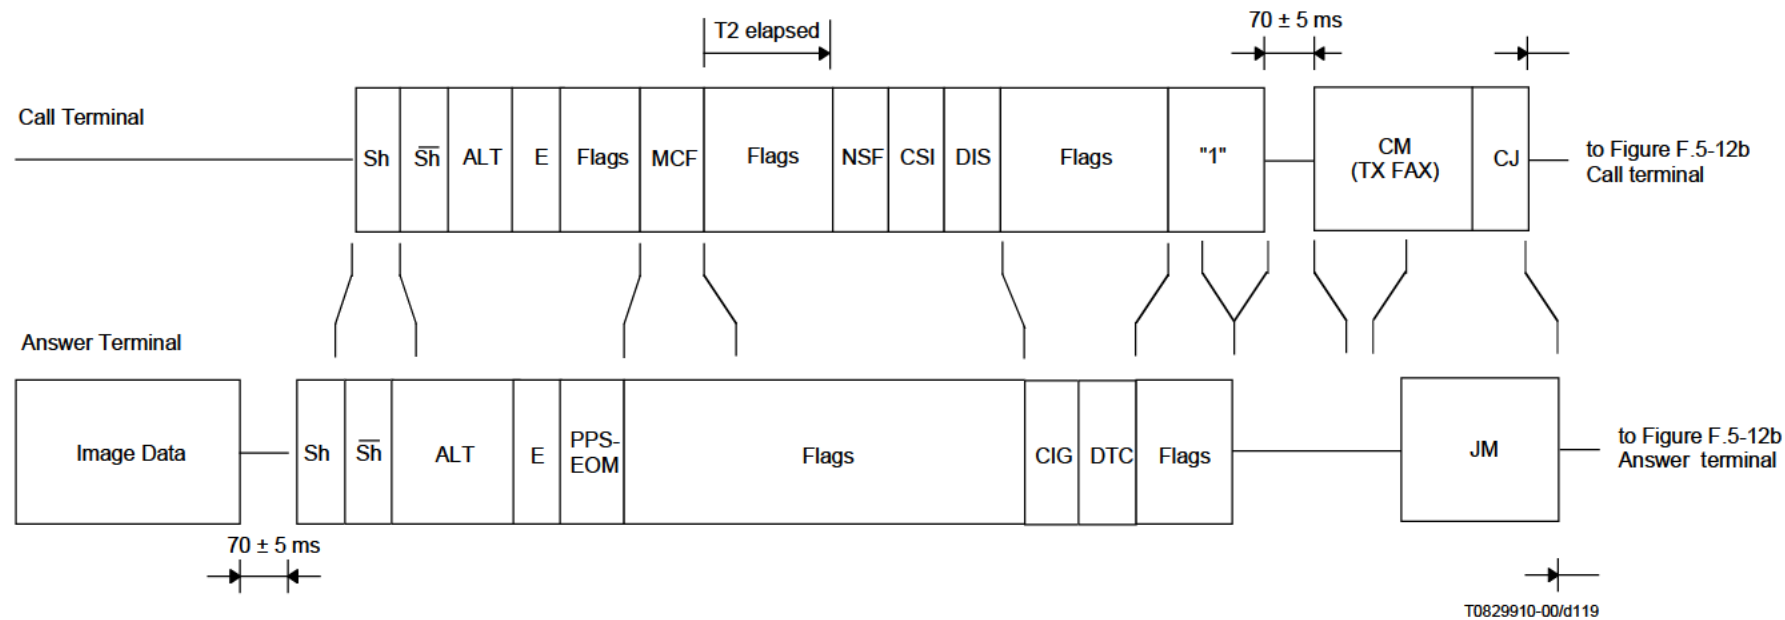 T2 elapsed
70 ± 5 ms
Call Terminal
Sh
S̅h̅
ALT
E
Flags
MCF
Flags
NSF
CSI
DIS
Flags
"1"
CM
(TX FAX)
CJ
to Figure F.5-12b
Call terminal
Answer Terminal
Image Data
Sh
S̅h̅
ALT
E
PPS-
EOM
Flags
CIG
DTC
Flags
JM
to Figure F.5-12b
Answer terminal
70 ± 5 ms
T0829910-00/d119